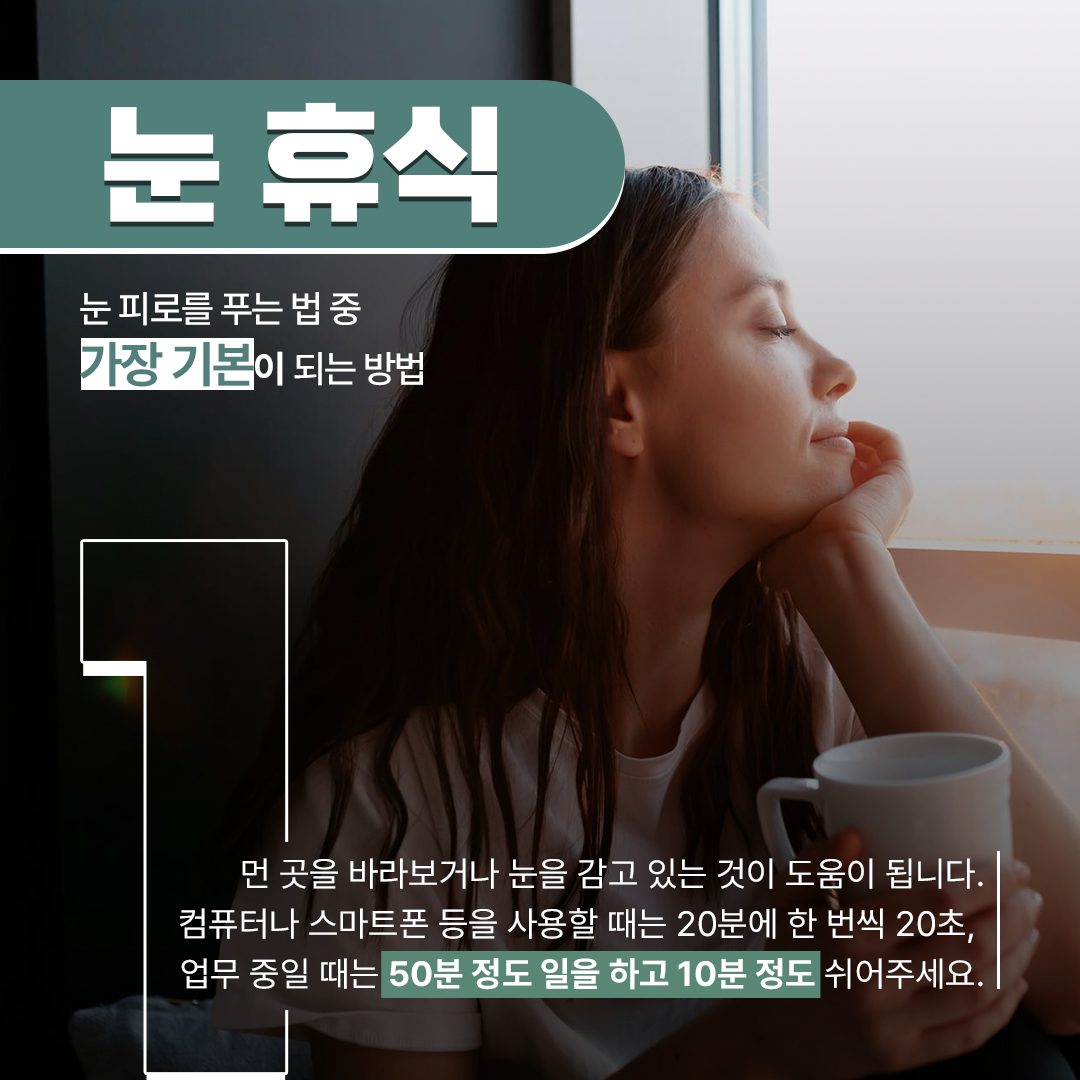 눈 휴식
눈 피로를 푸는 법 중
가장 기본이 되는 방법
1
먼 곳을 바라보거나 눈을 감고 있는 것이 도움이 됩니다.
컴퓨터나 스마트폰 등을 사용할 때는 20분에 한 번씩 20초,
업무 중일 때는 50분 정도 일을 하고 10분 정도 쉬어주세요.